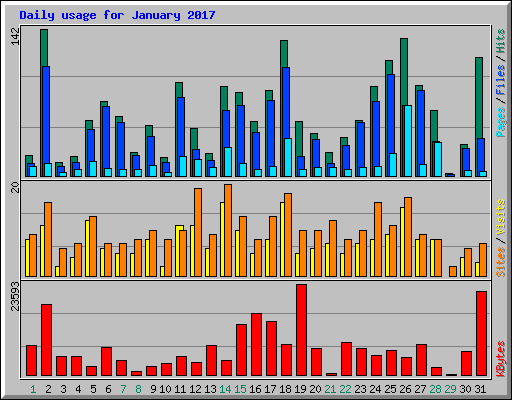 Daily usage for January 2017
142
Pages / Files / Hits
20
Sites / Visits
23593
KBytes
1 2 3 4 5 6 7 8 9 10 11 12 13 14 15 16 17 18 19 20 21 22 23 24 25 26 27 28 29 30 31